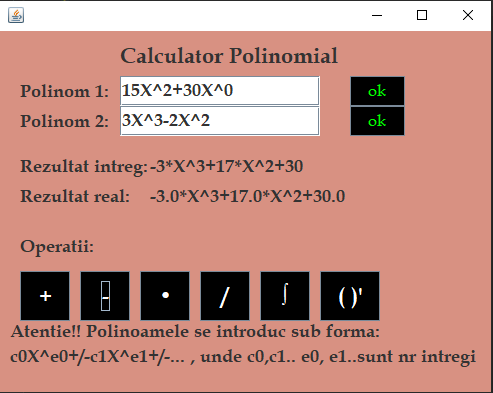 Calculator Polinomial
Polinom 1: 15X^2+30X^0 ok
Polinom 2: 3X^3-2X^2 ok
Rezultat intreg: -3*X^3+17*X^2+30
Rezultat real: -3.0*X^3+17.0*X^2+30.0
Operatii:
+ - • / ∫ ( )'
Atentie!! Polinoamele se introduc sub forma:
c0X^e0+/-c1X^e1+/-... , unde c0,c1.. e0, e1..sunt nr intregi